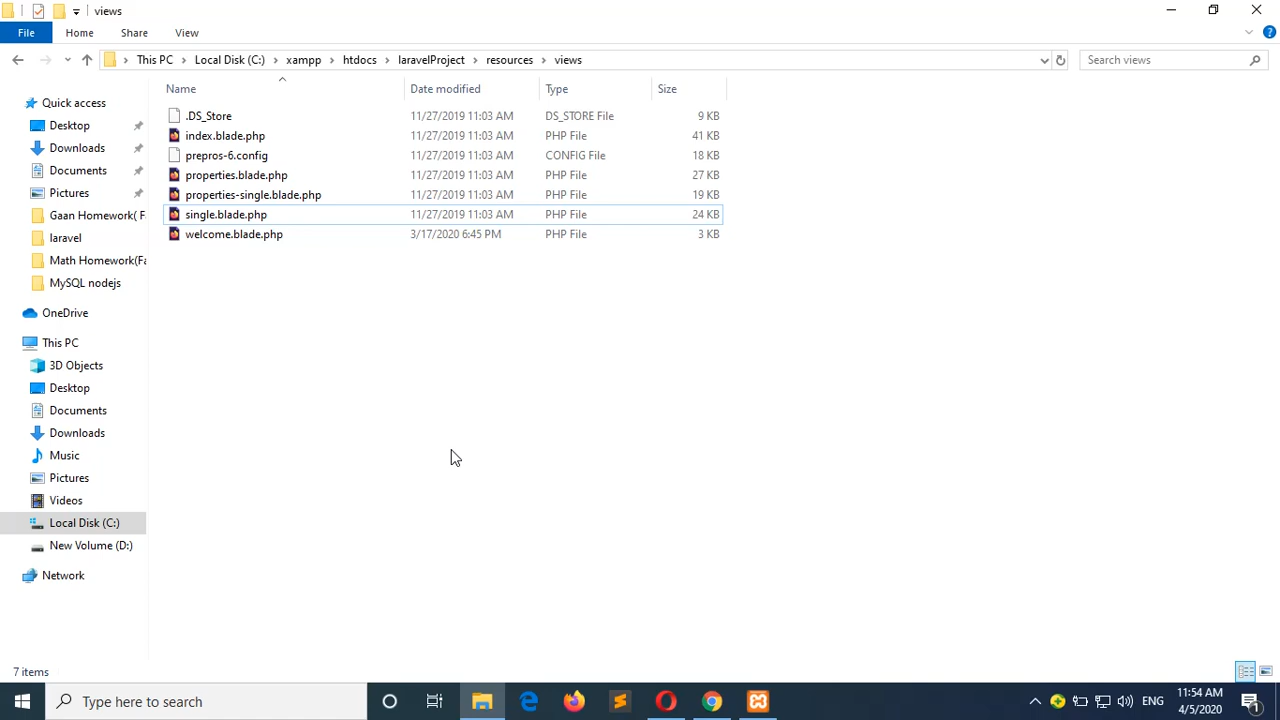 views
File Home Share View
This PC Local Disk (C:) xampp htdocs laravelProject resources views
Search views
Name Date modified Type Size
.DS_Store 11/27/2019 11:03 AM DS_STORE File 9 KB
index.blade.php 11/27/2019 11:03 AM PHP File 41 KB
prepros-6.config 11/27/2019 11:03 AM CONFIG File 18 KB
properties.blade.php 11/27/2019 11:03 AM PHP File 27 KB
properties-single.blade.php 11/27/2019 11:03 AM PHP File 19 KB
single.blade.php 11/27/2019 11:03 AM PHP File 24 KB
welcome.blade.php 3/17/2020 6:45 PM PHP File 3 KB
Quick access
Desktop
Downloads
Documents
Pictures
Gaan Homework( F
laravel
Math Homework(Fa
MySQL nodejs
OneDrive
This PC
3D Objects
Desktop
Documents
Downloads
Music
Pictures
Videos
Local Disk (C:)
New Volume (D:)
Network
7 items
Type here to search
ENG
11:54 AM
4/5/2020
1